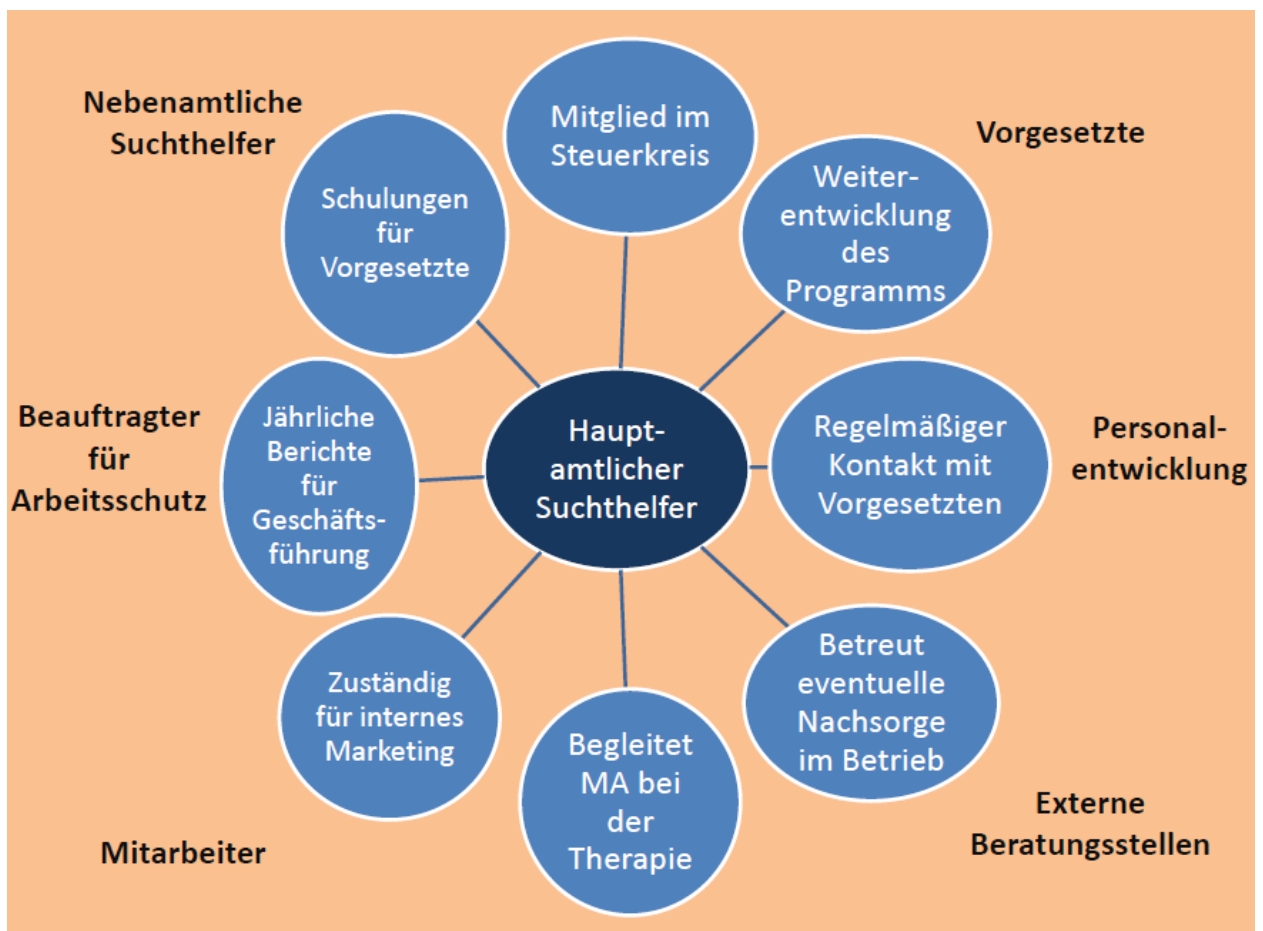 Nebenamtliche
Suchthelfer
Mitglied im
Steuerkreis
Vorgesetzte
Schulungen
für
Vorgesetzte
Weiter-
entwicklung
des
Programms
Beauftragter
für
Arbeitsschutz
Jährliche
Berichte
für
Geschäfts-
führung
Haupt-
amtlicher
Suchthelfer
Regelmäßiger
Kontakt mit
Vorgesetzten
Personal-
entwicklung
Zuständig
für internes
Marketing
Begleitet
MA bei
der
Therapie
Betreut
eventuelle
Nachsorge
im Betrieb
Mitarbeiter
Externe
Beratungsstellen